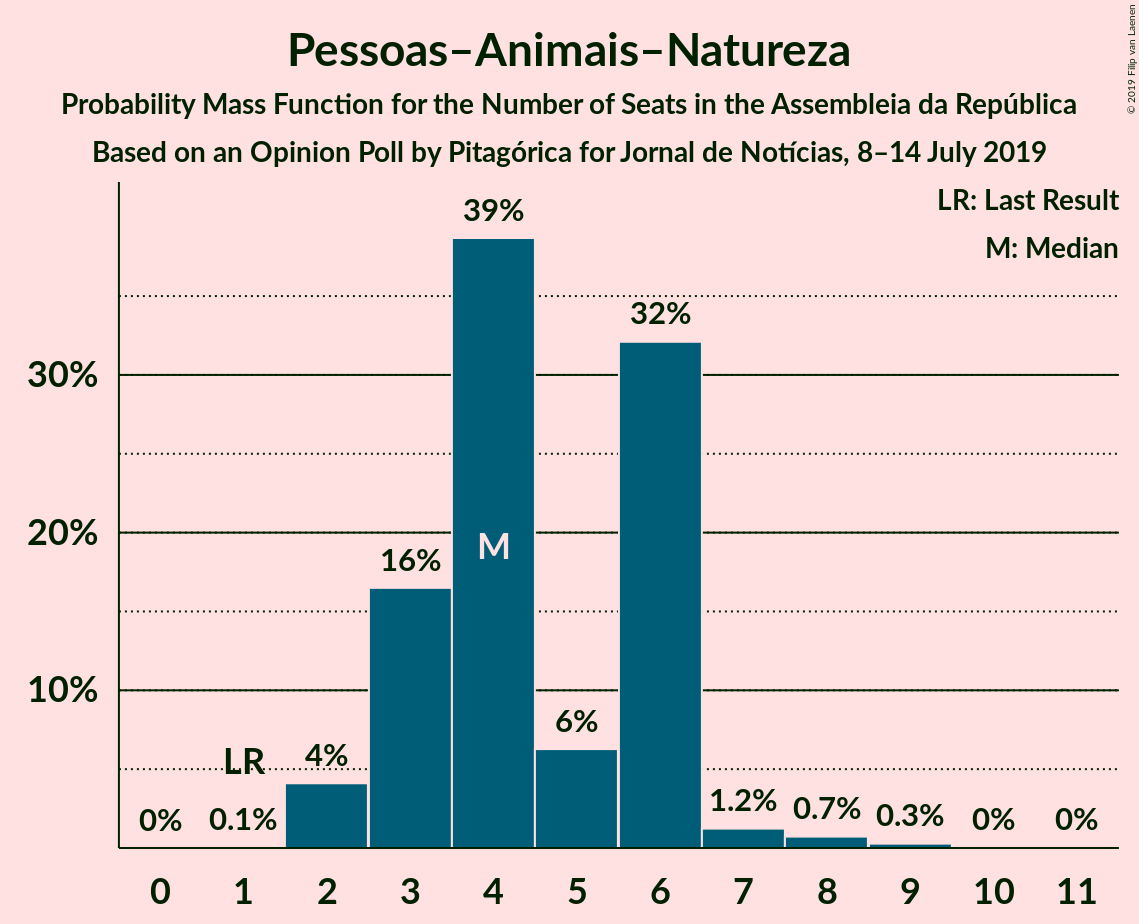 Pessoas–Animais–Natureza
Probability Mass Function for the Number of Seats in the Assembleia da República
Based on an Opinion Poll by Pitagórica for Jornal de Notícias, 8–14 July 2019
© 2019 Filip van Laenen
LR: Last Result
M: Median
39%
32%
30%
20%
M
16%
10%
6%
LR
4%
0%
0.1%
1.2%
0.7%
0.3%
0%
0%
0 1 2 3 4 5 6 7 8 9 10 11